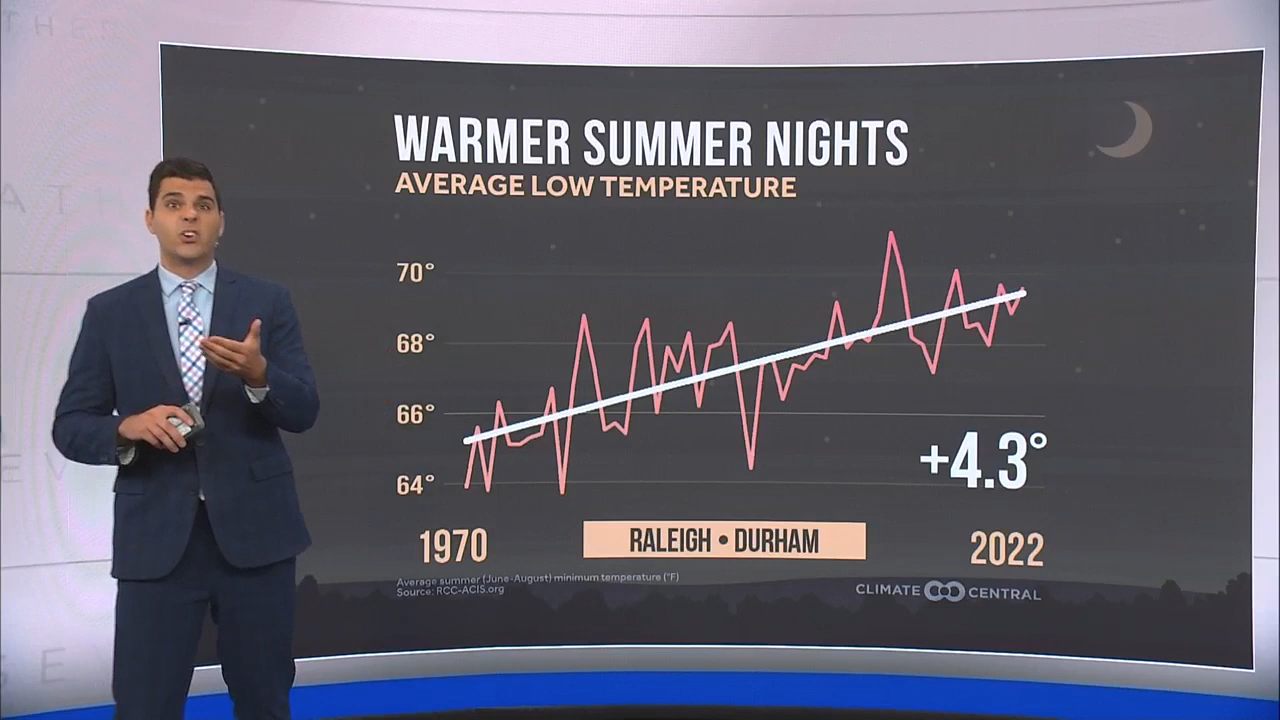 WARMER SUMMER NIGHTS
AVERAGE LOW TEMPERATURE
70°
68°
66°
64°
+4.3°
1970
RALEIGH • DURHAM
2022
Average summer (June-August) minimum temperature (°F)
Source: RCC-ACIS.org
CLIMATE CENTRAL